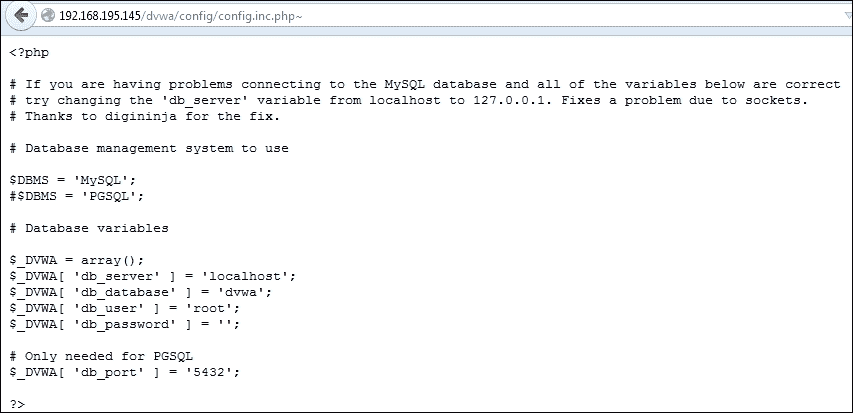 192.168.195.145/dvwa/config/config.inc.php~
<?php
# If you are having problems connecting to the MySQL database and all of the variables below are correct
# try changing the 'db_server' variable from localhost to 127.0.0.1. Fixes a problem due to sockets.
# Thanks to digininja for the fix.
# Database management system to use
$DBMS = 'MySQL';
#$DBMS = 'PGSQL';
# Database variables
$_DVWA = array();
$_DVWA[ 'db_server' ] = 'localhost';
$_DVWA[ 'db_database' ] = 'dvwa';
$_DVWA[ 'db_user' ] = 'root';
$_DVWA[ 'db_password' ] = '';
# Only needed for PGSQL
$_DVWA[ 'db_port' ] = '5432';
?>